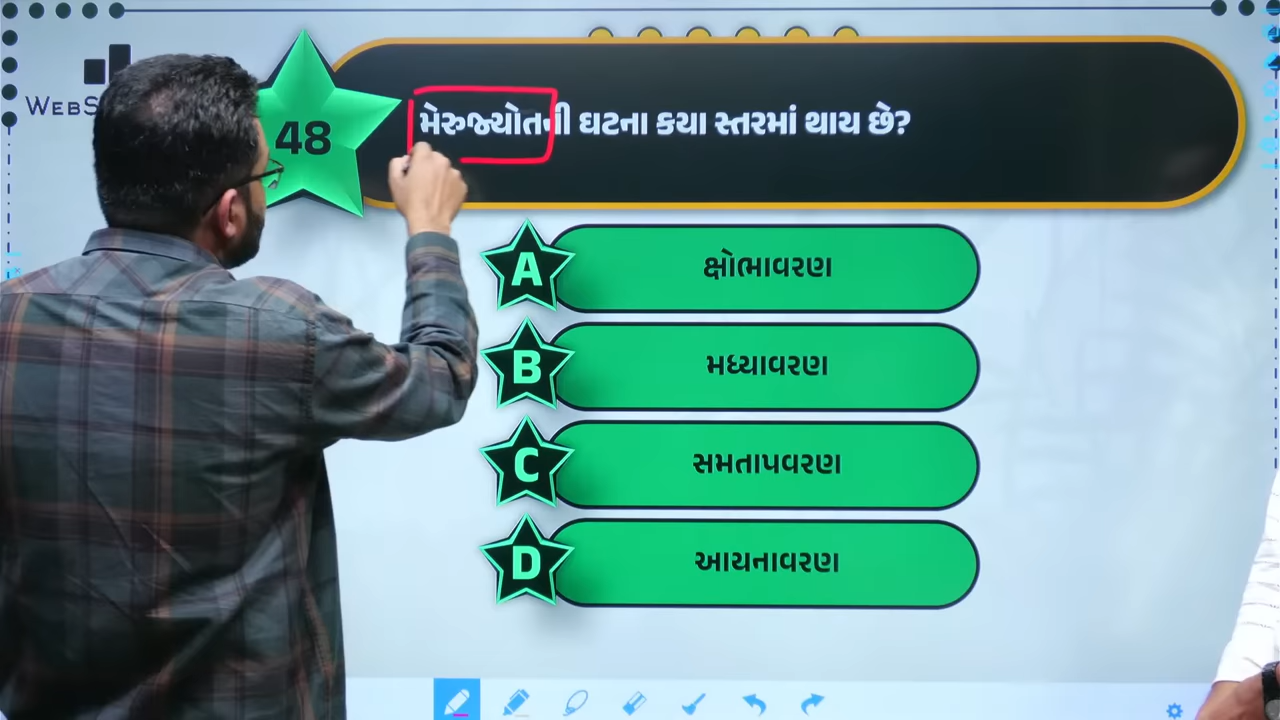 48
મેરુજ્યોતની ઘટના કયા સ્તરમાં થાય છે?
A ક્ષોભાવરણ
B મધ્યાવરણ
C સમતાપવરણ
D આયનાવરણ